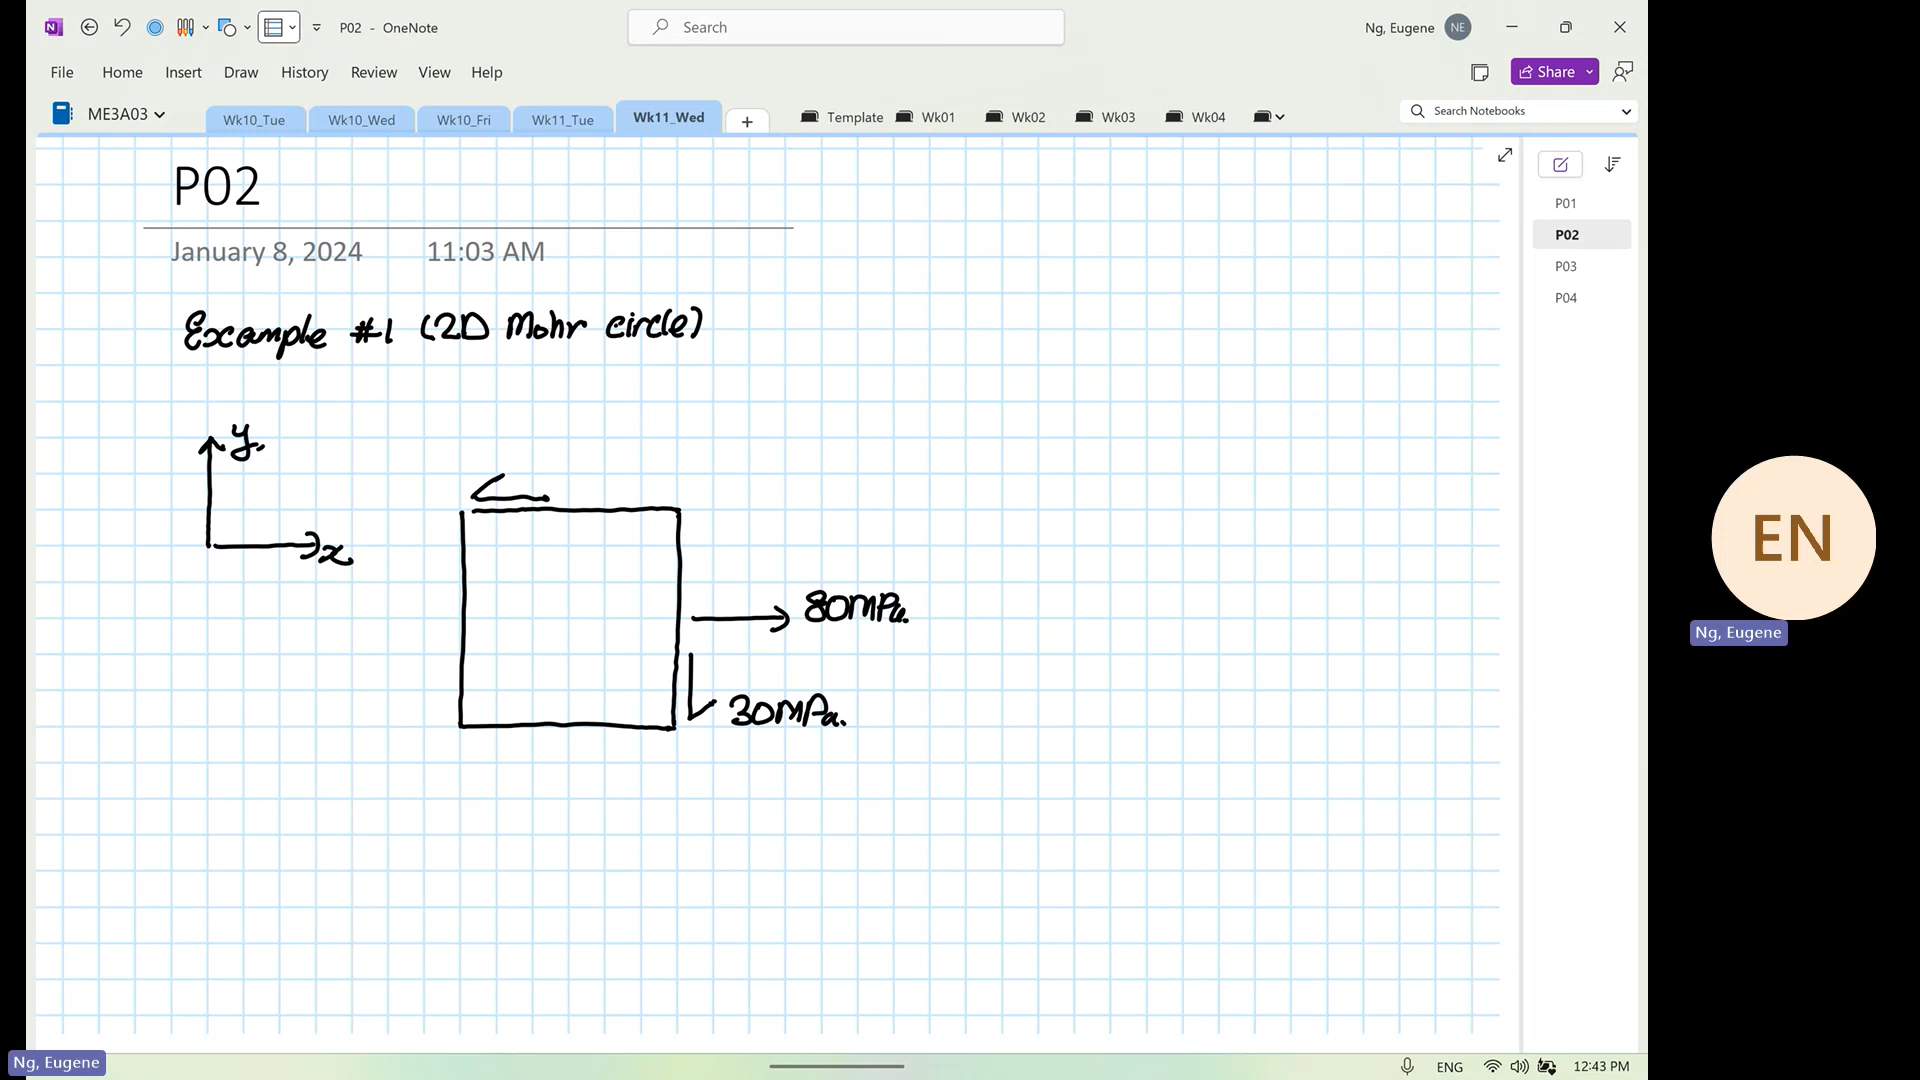 P02 - OneNote
Search
Ng, Eugene
NE
File Home Insert Draw History Review View Help
Share
ME3A03
Wk10_Tue Wk10_Wed Wk10_Fri Wk11_Tue Wk11_Wed
Template Wk01 Wk02 Wk03 Wk04
Search Notebooks
P02
January 8, 2024 11:03 AM
P01
P02
P03
P04
Example #1 (2D Mohr circle)
y
x
80MPa.
30MPa.
EN
Ng, Eugene
Ng, Eugene
ENG
12:43 PM